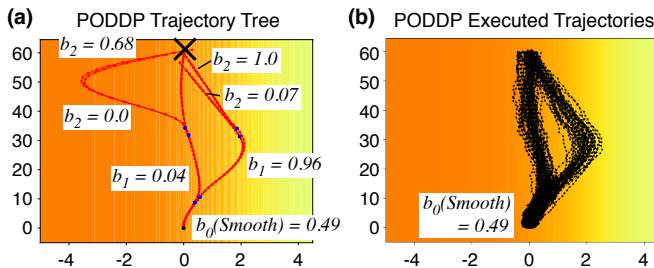 (a) PODDP Trajectory Tree
60
50
40
30
20
10
0
-4 -2 0 2 4
b₂ = 0.68
b₂ = 1.0
b₂ = 0.07
b₂ = 0.0
b₁ = 0.04
b₁ = 0.96
b₀(Smooth) = 0.49
(b) PODDP Executed Trajectories
60
50
40
30
20
10
0
-4 -2 0 2 4
b₀(Smooth)
= 0.49